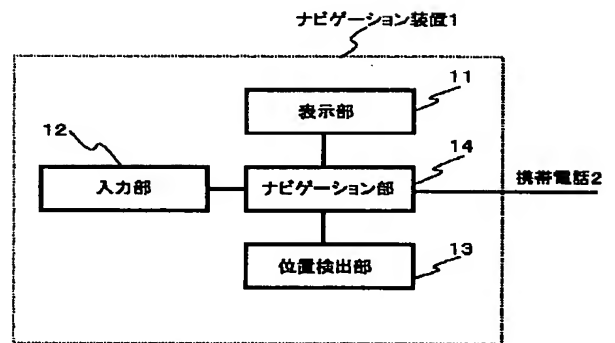 ナビゲーション装置1
11
表示部
12
14
入力部
ナビゲーション部
携帯電話2
位置検出部
13